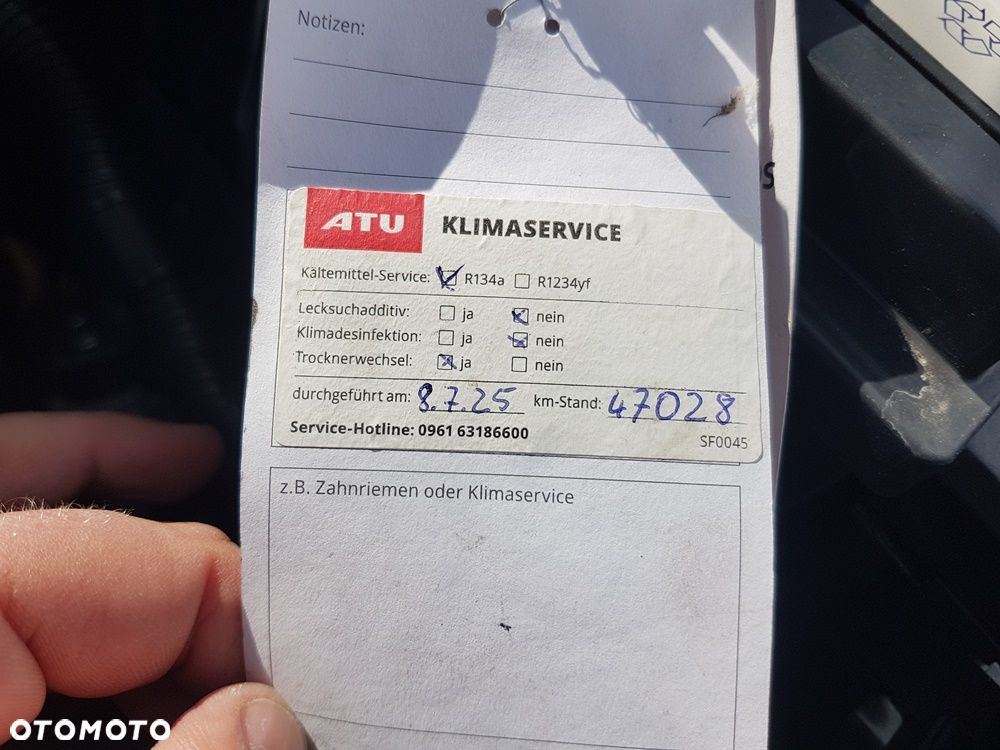 Notizen:
S
ATU KLIMASERVICE
Kältemittel-Service: R134a R1234yf
Lecksuchadditiv: ja nein
Klimadesinfektion: ja nein
Trocknerwechsel: ja nein
durchgeführt am: 8.7.25 km-Stand: 47028
Service-Hotline: 0961 63186600 SF0045
z.B. Zahnriemen oder Klimaservice
OTOMOTO